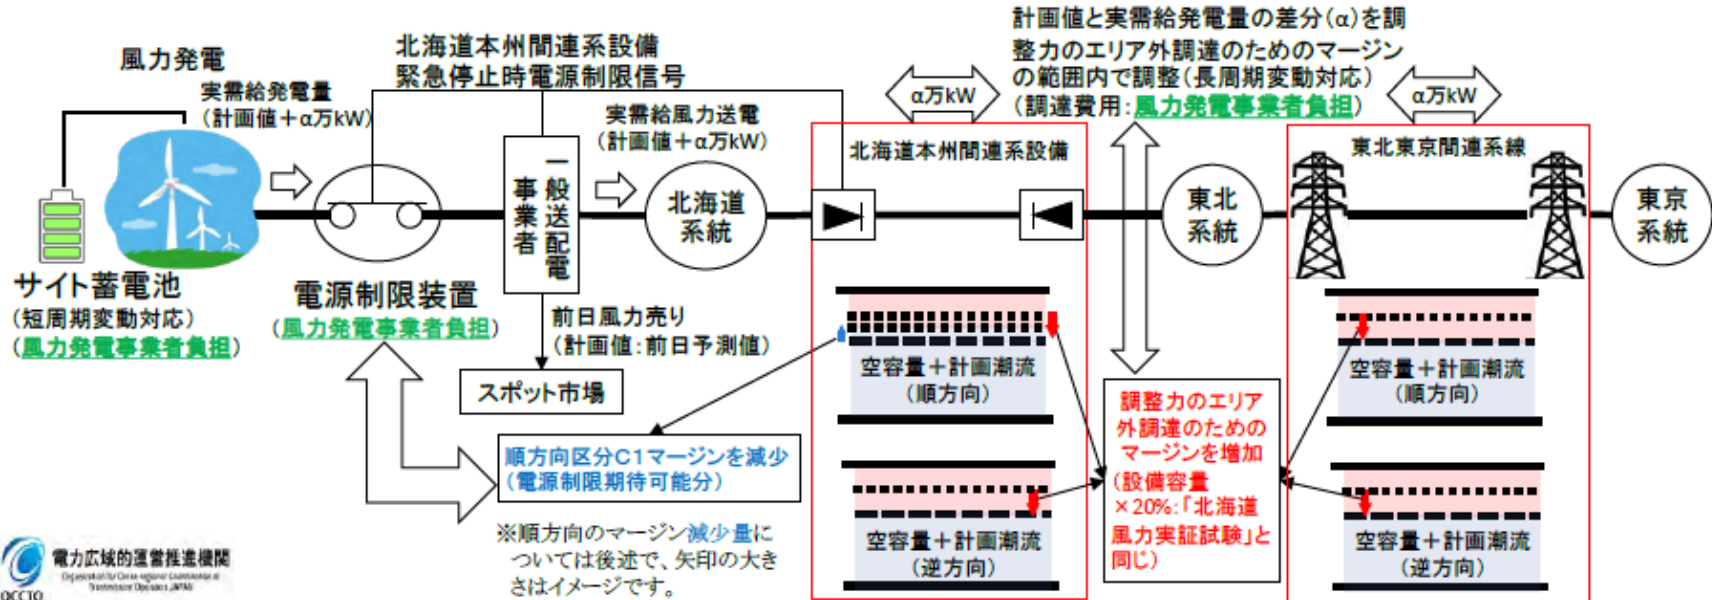 計画値と実需給発電量の差分(α)を調
整力のエリア外調達のためのマージン
の範囲内で調整(長周期変動対応)
(調達費用:風力発電事業者負担)
風力発電
北海道本州間連系設備
緊急停止時電源制限信号
実需給発電量
(計画値+α万kW)
実需給風力送電
(計画値+α万kW)
α万kW
α万kW
北海道本州間連系設備
東北東京間連系線
一般送配電
事業者
北海道
系統
東北
系統
東京
系統
サイト蓄電池
(短周期変動対応)
(風力発電事業者負担)
電源制限装置
(風力発電事業者負担)
前日風力売り
(計画値:前日予測値)
スポット市場
順方向区分C1マージンを減少
(電源制限期待可能分)
※順方向のマージン減少量に
ついては後述で、矢印の大き
さはイメージです。
空容量+計画潮流
(順方向)
空容量+計画潮流
(逆方向)
調整力のエリア
外調達のための
マージンを増加
(設備容量
×20%:「北海道
風力実証試験」と
同じ)
空容量+計画潮流
(順方向)
空容量+計画潮流
(逆方向)
電力広域的運営推進機関
OCCTO